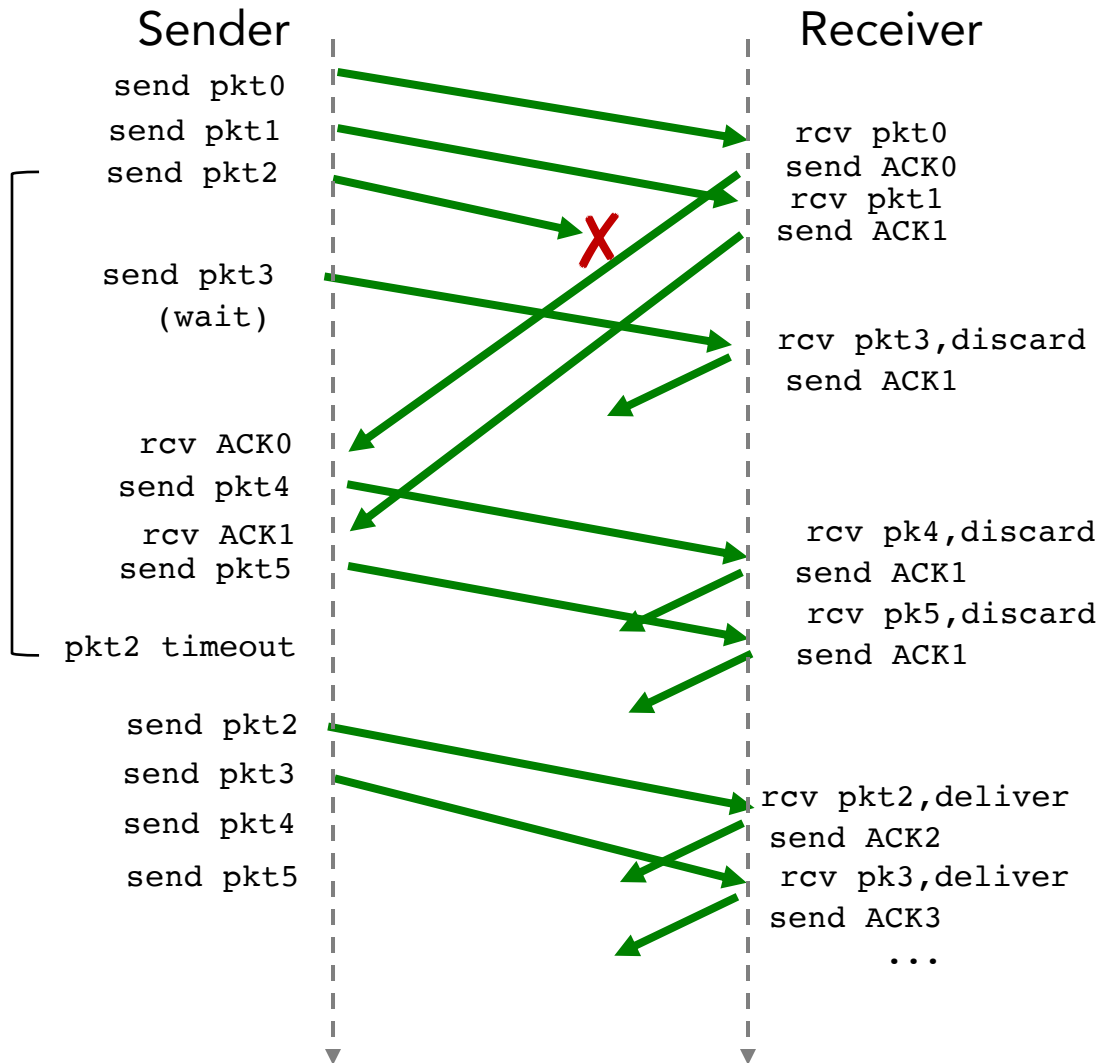 Sender
Receiver
send pkt0
send pkt1
send pkt2
send pkt3
(wait)
rcv ACK0
send pkt4
rcv ACK1
send pkt5
pkt2 timeout
send pkt2
send pkt3
send pkt4
send pkt5
rcv pkt0
send ACK0
rcv pkt1
send ACK1
rcv pkt3,discard
send ACK1
rcv pk4,discard
send ACK1
rcv pk5,discard
send ACK1
rcv pkt2,deliver
send ACK2
rcv pk3,deliver
send ACK3
...